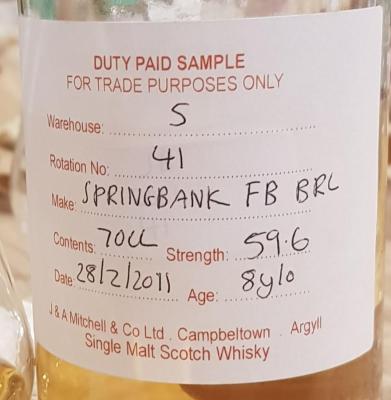 DUTY PAID SAMPLE
FOR TRADE PURPOSES ONLY
Warehouse: 5
Rotation No: 41
Make: SPRINGBANK FB BRL
Contents: 70CL Strength: 59.6
Date: 28/2/2011 Age: 8y/o
J & A Mitchell & Co Ltd . Campbeltown . Argyll
Single Malt Scotch Whisky